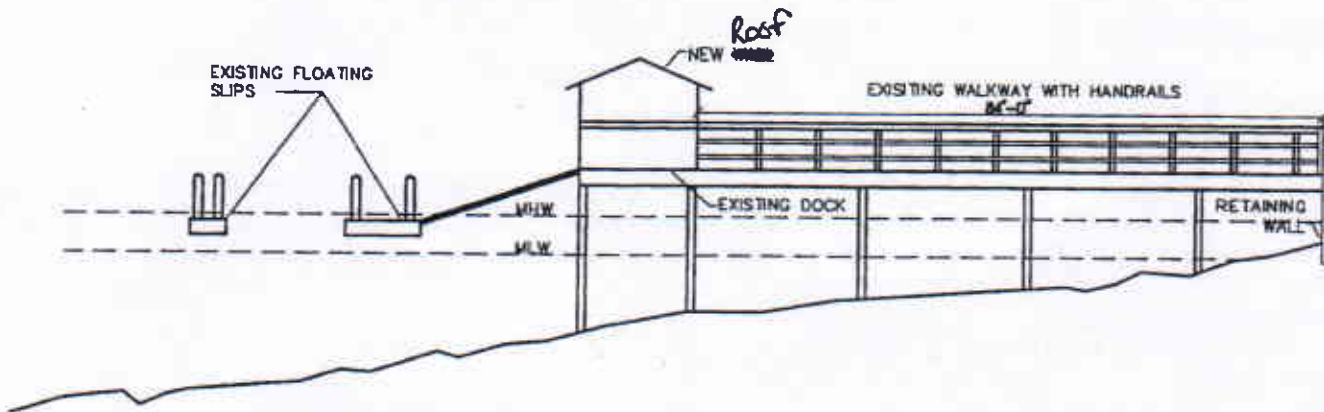 NEW Roof
EXISTING FLOATING
SLIPS
EXISITING WALKWAY WITH HANDRAILS
MHW
EXISTING DOCK
RETAINING
WALL
MLW